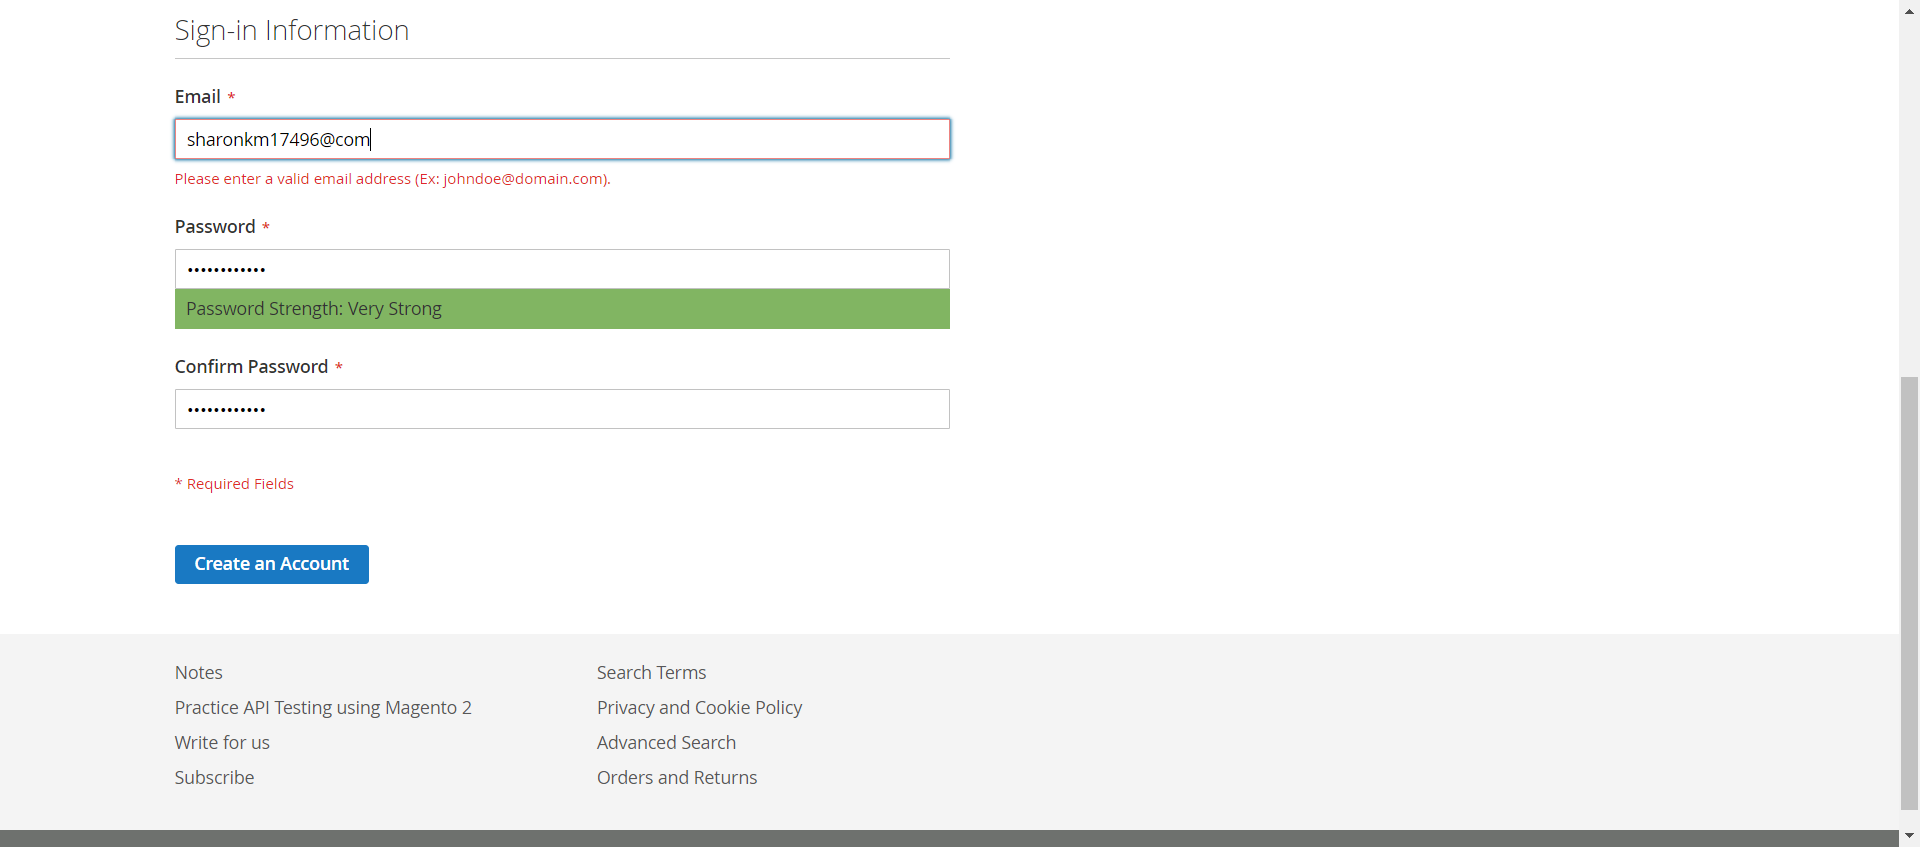 Sign-in Information
Email *
sharonkm17496@com
Please enter a valid email address (Ex: johndoe@domain.com).
Password *
••••••••••••
Password Strength: Very Strong
Confirm Password *
••••••••••••
* Required Fields
Create an Account
Notes
Practice API Testing using Magento 2
Write for us
Subscribe
Search Terms
Privacy and Cookie Policy
Advanced Search
Orders and Returns